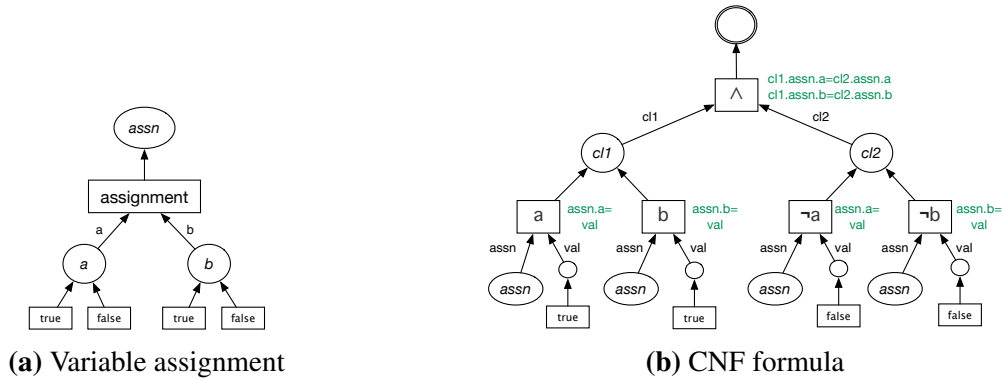 cl1.assn.a=cl2.assn.a
∧
cl1.assn.b=cl2.assn.b
cl1
cl2
assn
cl1
cl2
assignment
a
assn.a=
val
b
assn.b=
val
¬a
assn.a=
val
¬b
assn.b=
val
a
b
assn
val
assn
val
assn
val
assn
val
a
b
assn
assn
assn
assn
true
false
true
false
true
true
false
false
(a) Variable assignment
(b) CNF formula